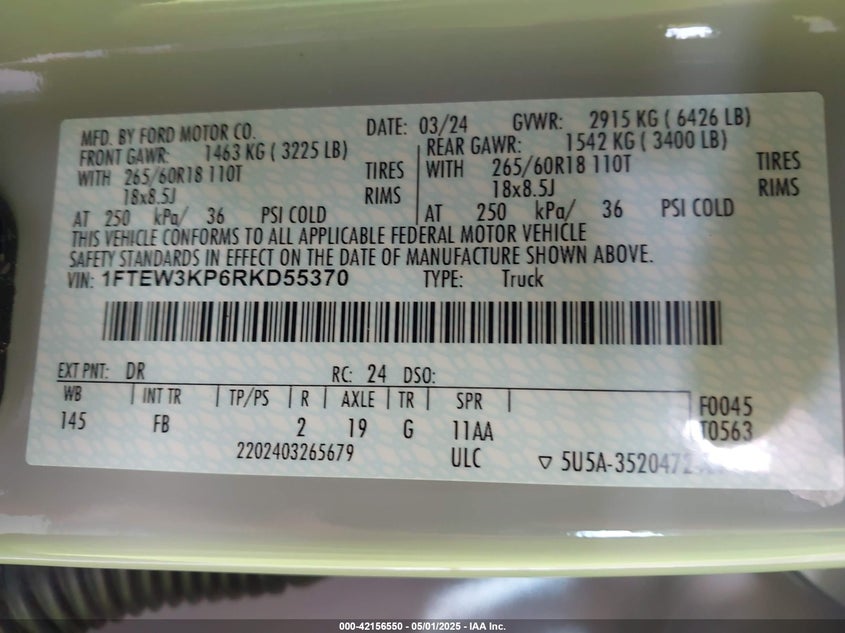 MFD. BY FORD MOTOR CO. DATE: 03/24 GVWR: 2915 KG ( 6426 LB)
FRONT GAWR: 1463 KG ( 3225 LB) REAR GAWR: 1542 KG ( 3400 LB)
WITH 265/60R18 110T TIRES WITH 265/60R18 110T TIRES
18x8.5J RIMS 18x8.5J RIMS
AT 250 kPa/ 36 PSI COLD AT 250 kPa/ 36 PSI COLD
THIS VEHICLE CONFORMS TO ALL APPLICABLE FEDERAL MOTOR VEHICLE
SAFETY STANDARDS IN EFFECT ON THE DATE OF MANUFACTURE SHOWN ABOVE.
VIN: 1FTEW3KP6RKD55370 TYPE: Truck
EXT PNT: DR RC: 24 DSO:
WB INT TR TP/PS R AXLE TR SPR F0045
145 FB 2 19 G 11AA T0563
2202403265679 ULC ▽ 5U5A-3520472
000-42156550 / 05/01/2025 - IAA Inc.